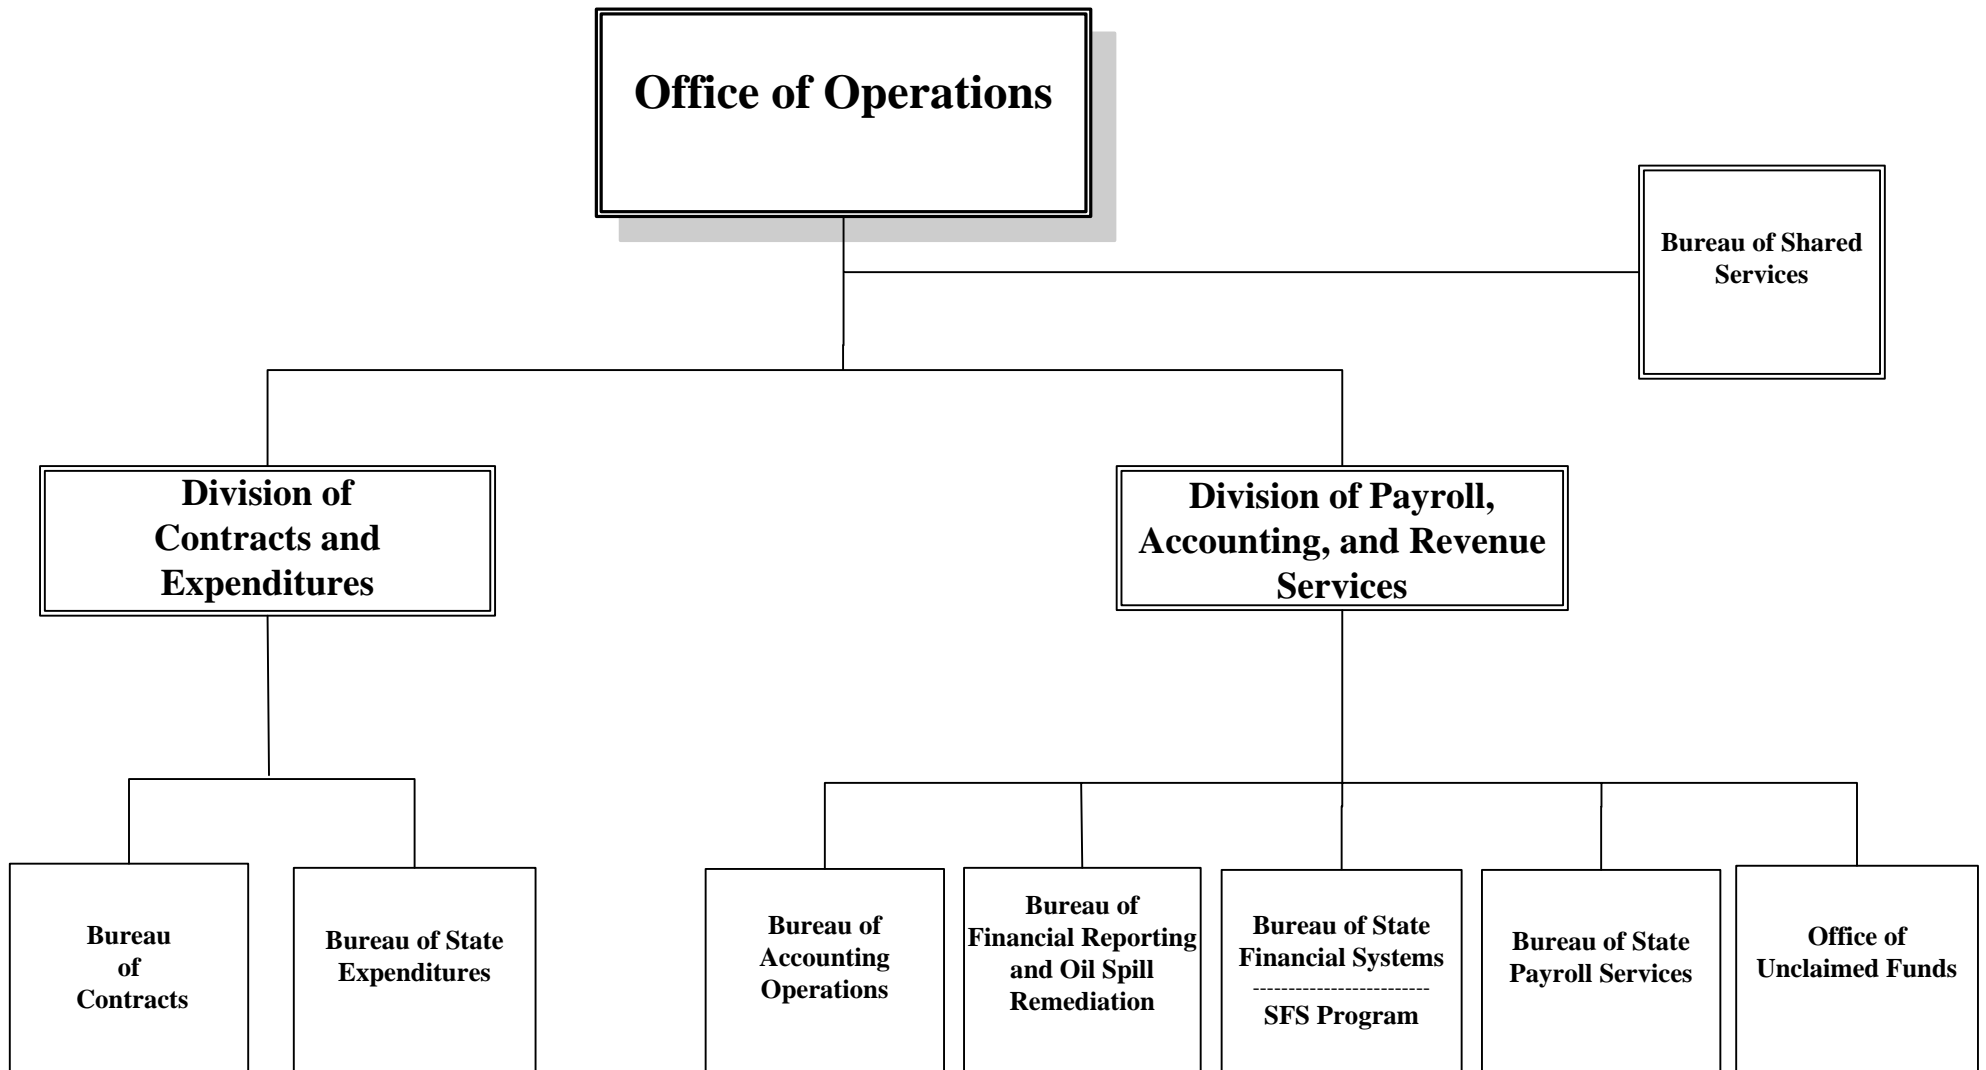 Office of Operations
Bureau of Shared
Services
Division of
Contracts and
Expenditures
Division of Payroll,
Accounting, and Revenue
Services
Bureau
of
Contracts
Bureau of State
Expenditures
Bureau of
Accounting
Operations
Bureau of
Financial Reporting
and Oil Spill
Remediation
Bureau of State
Financial Systems
-------------------------
SFS Program
Bureau of State
Payroll Services
Office of
Unclaimed Funds